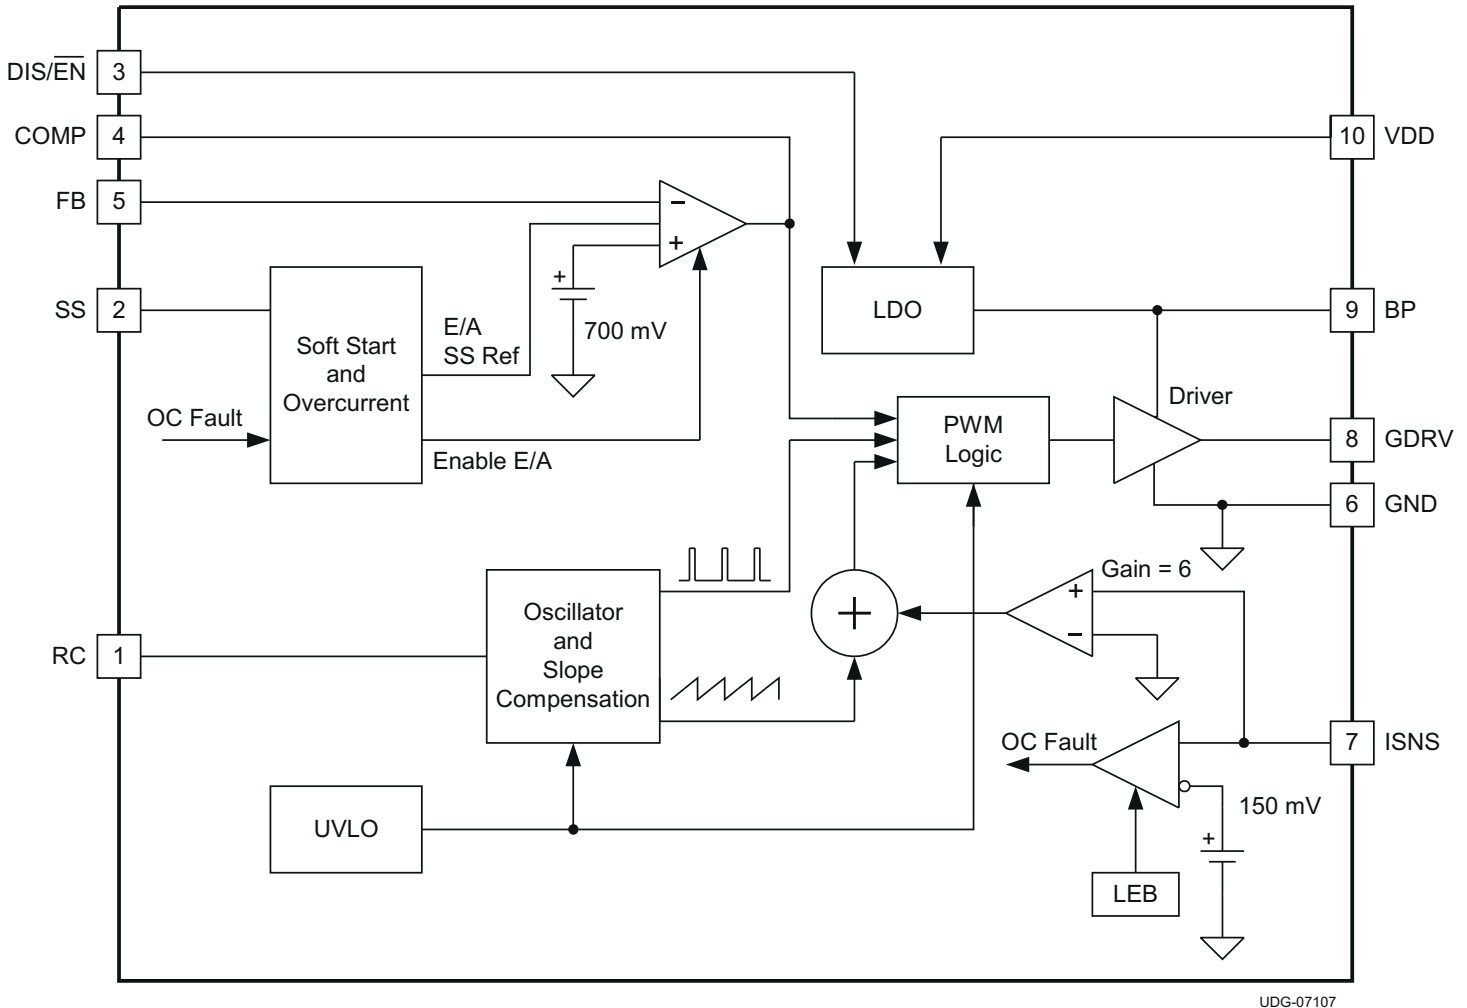 DIS/EN
3
COMP
4
10
VDD
FB
5
−
+
SS
2
+
700 mV
E/A
SS Ref
Soft Start
and
Overcurrent
OC Fault
Enable E/A
LDO
9
BP
Driver
PWM
Logic
8
GDRV
6
GND
Gain = 6
+
−
+
Oscillator
and
Slope
Compensation
RC
1
OC Fault
7
ISNS
150 mV
+
UVLO
LEB
UDG-07107